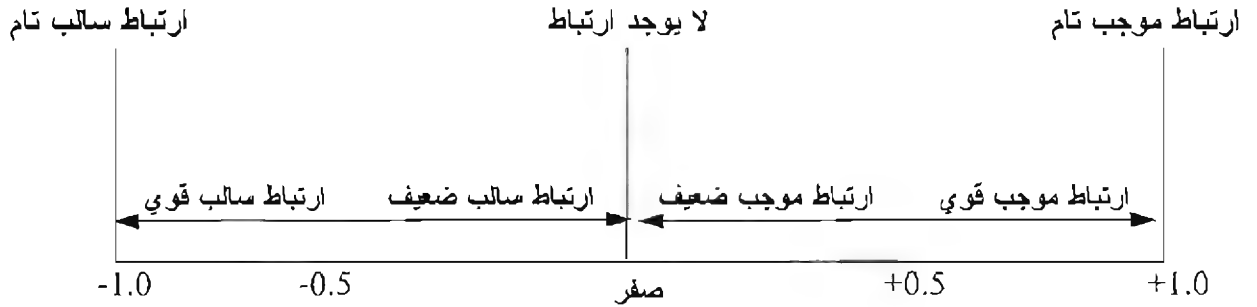 ارتباط موجب تام لا يوجد ارتباط ارتباط سالب تام
ارتباط موجب قوي ارتباط موجب ضعيف ارتباط سالب ضعيف ارتباط سالب قوي
-1.0 -0.5 صفر +0.5 +1.0